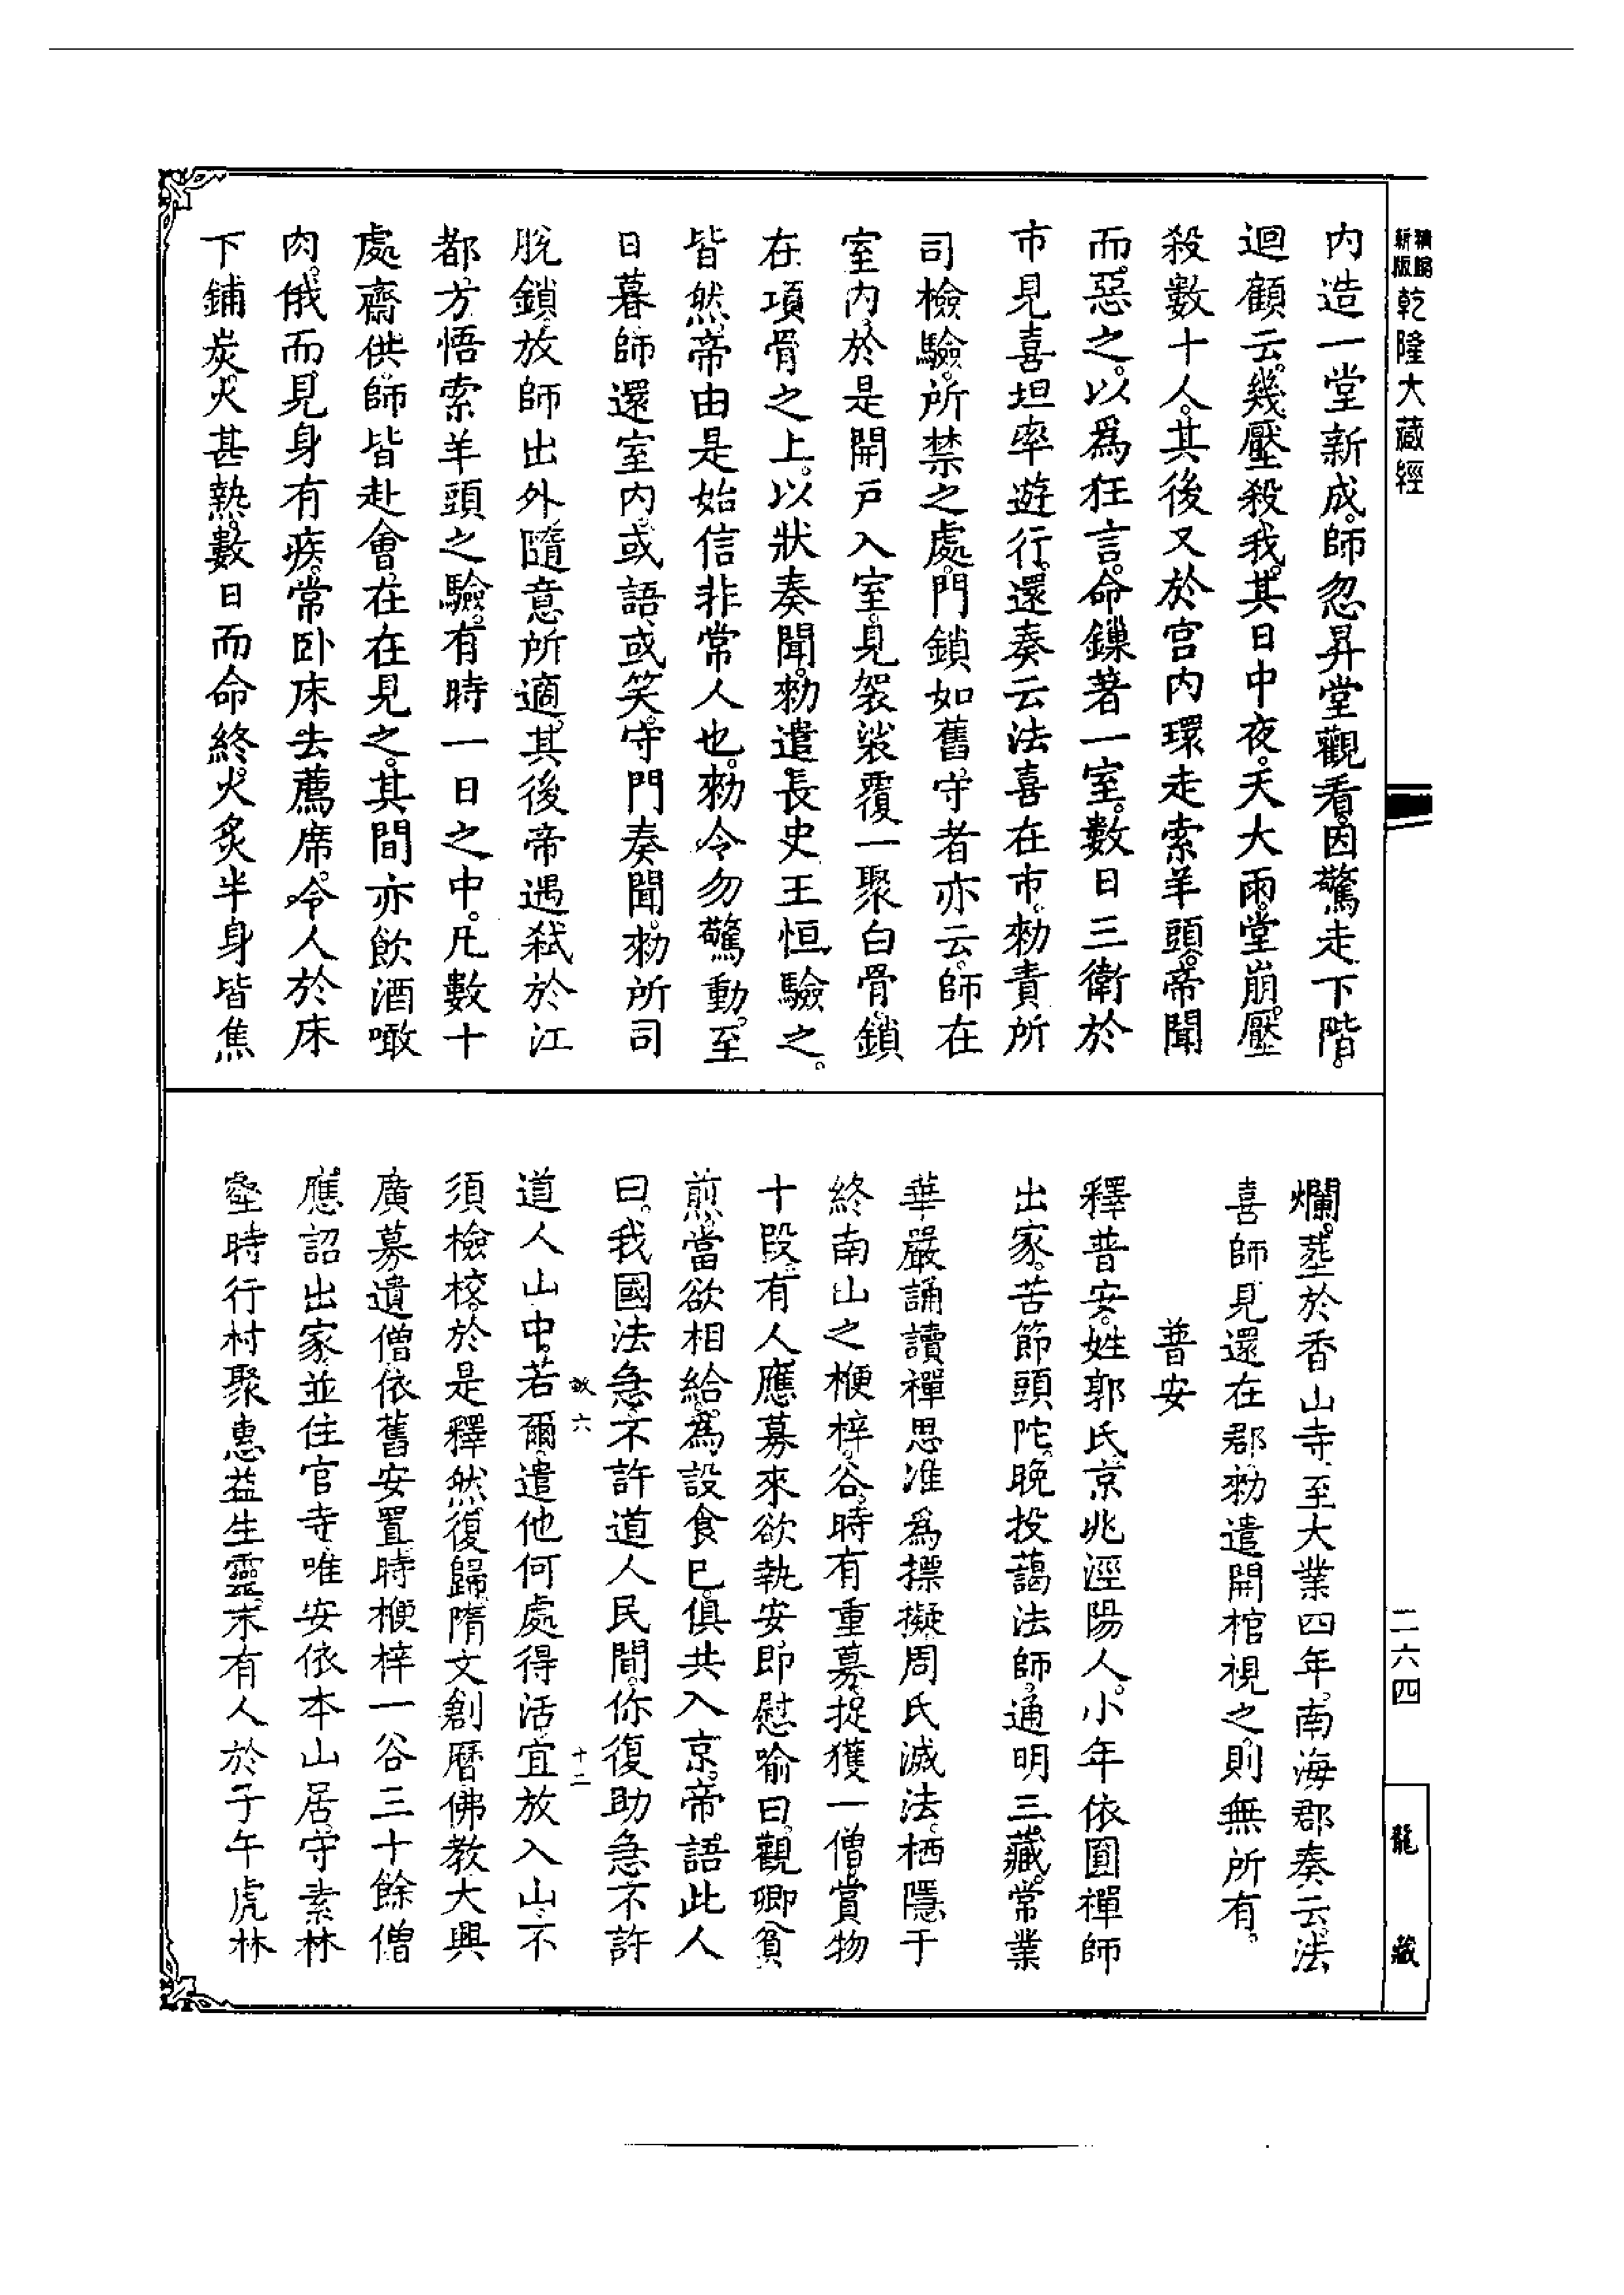 精縮新版乾隆大藏經
內造一堂新成。師忽昇堂觀看。因驚走下階。
迴顧云。幾壓殺我。其日中夜。天大雨。堂崩。壓
殺數十人。其後又於宮內環走索羊頭。帝聞
而惡之。以爲狂言。命鏁著一室。數日三衛於
市見喜坦率遊行。還奏云法喜在市。勑責所
司檢驗。所禁之處。門鎖如舊。守者亦云。師在
室內。於是開戶入室。見袈裟覆一聚白骨。鎖
在項骨之上。以狀奏聞。勑遣長史王恒驗之。
皆然。帝由是始信非常人也。勑令勿驚動。至
日暮師還室內。或語或笑。守門奏聞。勑所司
脫鎖放師出外隨意所適。其後帝遇弒於江
都。方悟索羊頭之驗。有時一日之中。凡數十
處齋供。師皆赴會。在在見之。其間亦飲酒噉
肉。俄而見身有疾。常臥床去薦席。令人於床
下鋪炭火甚熱。數日而命終。火炙半身皆焦
二六四
龍藏
爛。葬於香山寺。至大業四年。南海郡奏云。法
喜師見還在郡。勑遣開棺視之。則無所有。
普安
釋普安。姓郭氏。京兆涇陽人。小年依圓禪師
出家。苦節頭陀。晚投藹法師。通明三藏。常業
華嚴誦讀禪思准爲摽擬。周氏滅法。栖隱于
終南山之楩梓谷。時有重募。捉獲一僧賞物
十段。有人應募來欲執安。即慰喻曰。觀卿貧
煎。當欲相給。爲設食已。俱共入京。帝語此人
曰。我國法急不許道人民間。你復助急不許
道人山中。若爾遣他何處得活。宜放入山不
敢六
十二
須檢校。於是釋然。復歸隋文創曆佛教大興
廣募遺僧依舊安置。時楩梓一谷三十餘僧
應詔出家。並住官寺。唯安依本山居。守素林
壑。時行村聚惠益生靈。末有人於子午虎林